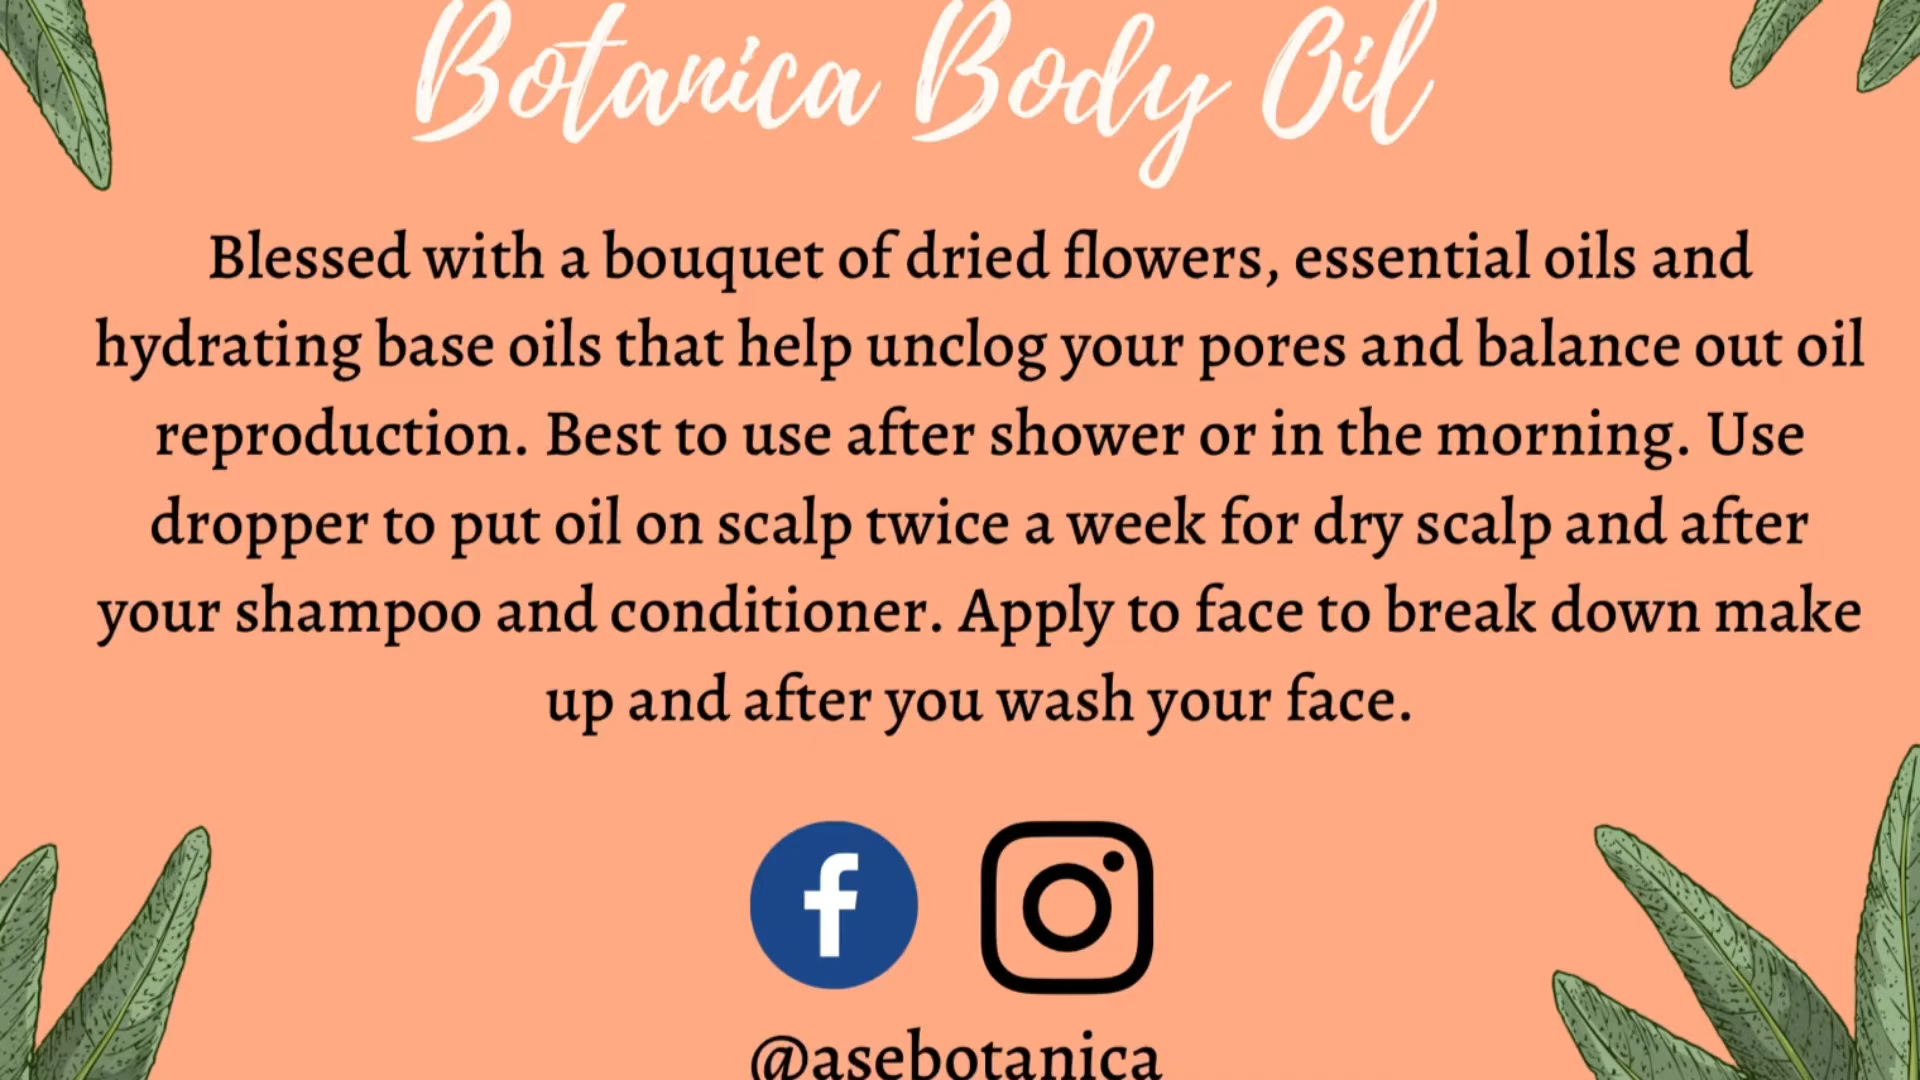 Botanica Body Oil
Blessed with a bouquet of dried flowers, essential oils and
hydrating base oils that help unclog your pores and balance out oil
reproduction. Best to use after shower or in the morning. Use
dropper to put oil on scalp twice a week for dry scalp and after
your shampoo and conditioner. Apply to face to break down make
up and after you wash your face.
f
@asebotanica